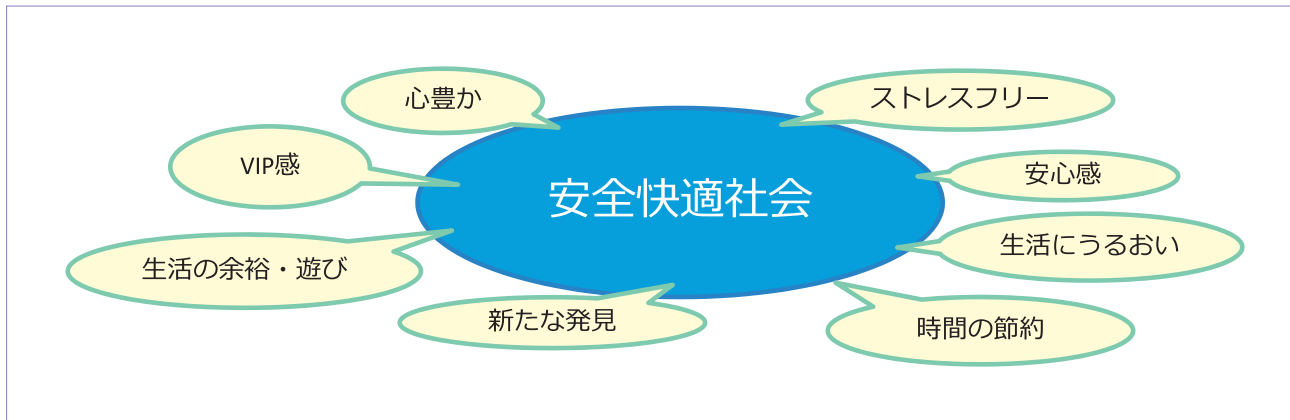 心豊か
ストレスフリー
VIP感
安心感
安全快適社会
生活にうるおい
生活の余裕・遊び
新たな発見
時間の節約